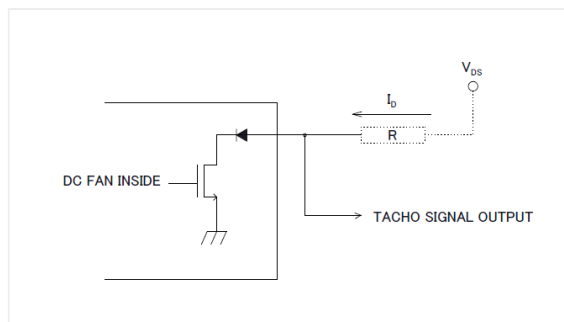 V_DS
I_D
R
DC FAN INSIDE
TACHO SIGNAL OUTPUT